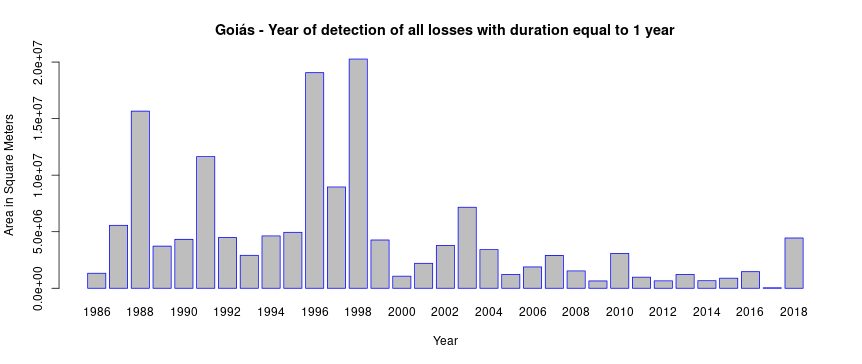 Goiás - Year of detection of all losses with duration equal to 1 year
Area in Square Meters
2.0e+07
1.5e+07
1.0e+07
5.0e+06
0.0e+00
1986 1988 1990 1992 1994 1996 1998 2000 2002 2004 2006 2008 2010 2012 2014 2016 2018
Year